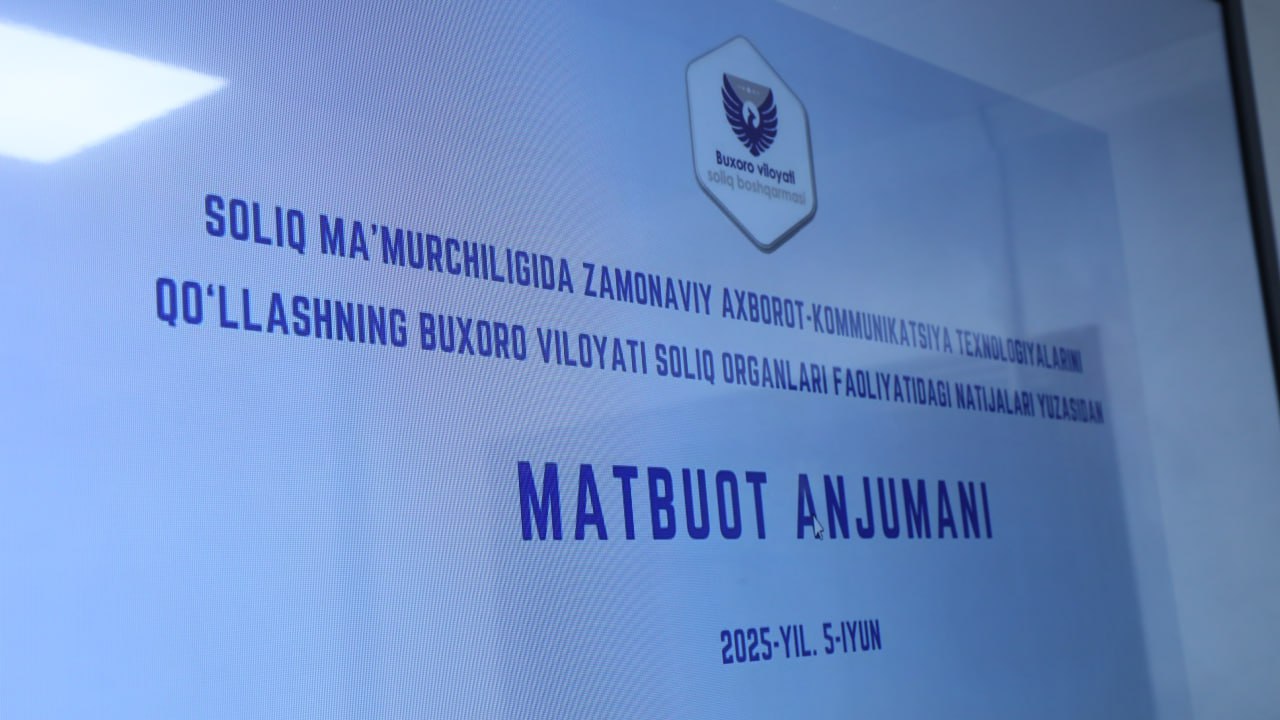 Buxoro viloyati
soliq boshqarmasi
SOLIQ MA’MURCHILIGIDA ZAMONAVIY AXBOROT-KOMMUNIKATSIYA TEXNOLOGIYALARINI
QO‘LLASHNING BUXORO VILOYATI SOLIQ ORGANLARI FAOLIYATIDAGI NATIJALARI YUZASIDAN
MATBUOT ANJUMANI
2025-YIL. 5-IYUN